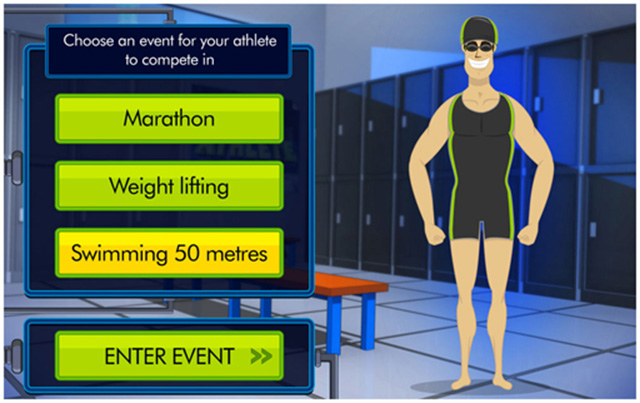 Choose an event for your athlete
to compete in
Marathon
Weight lifting
Swimming 50 metres
ENTER EVENT >>